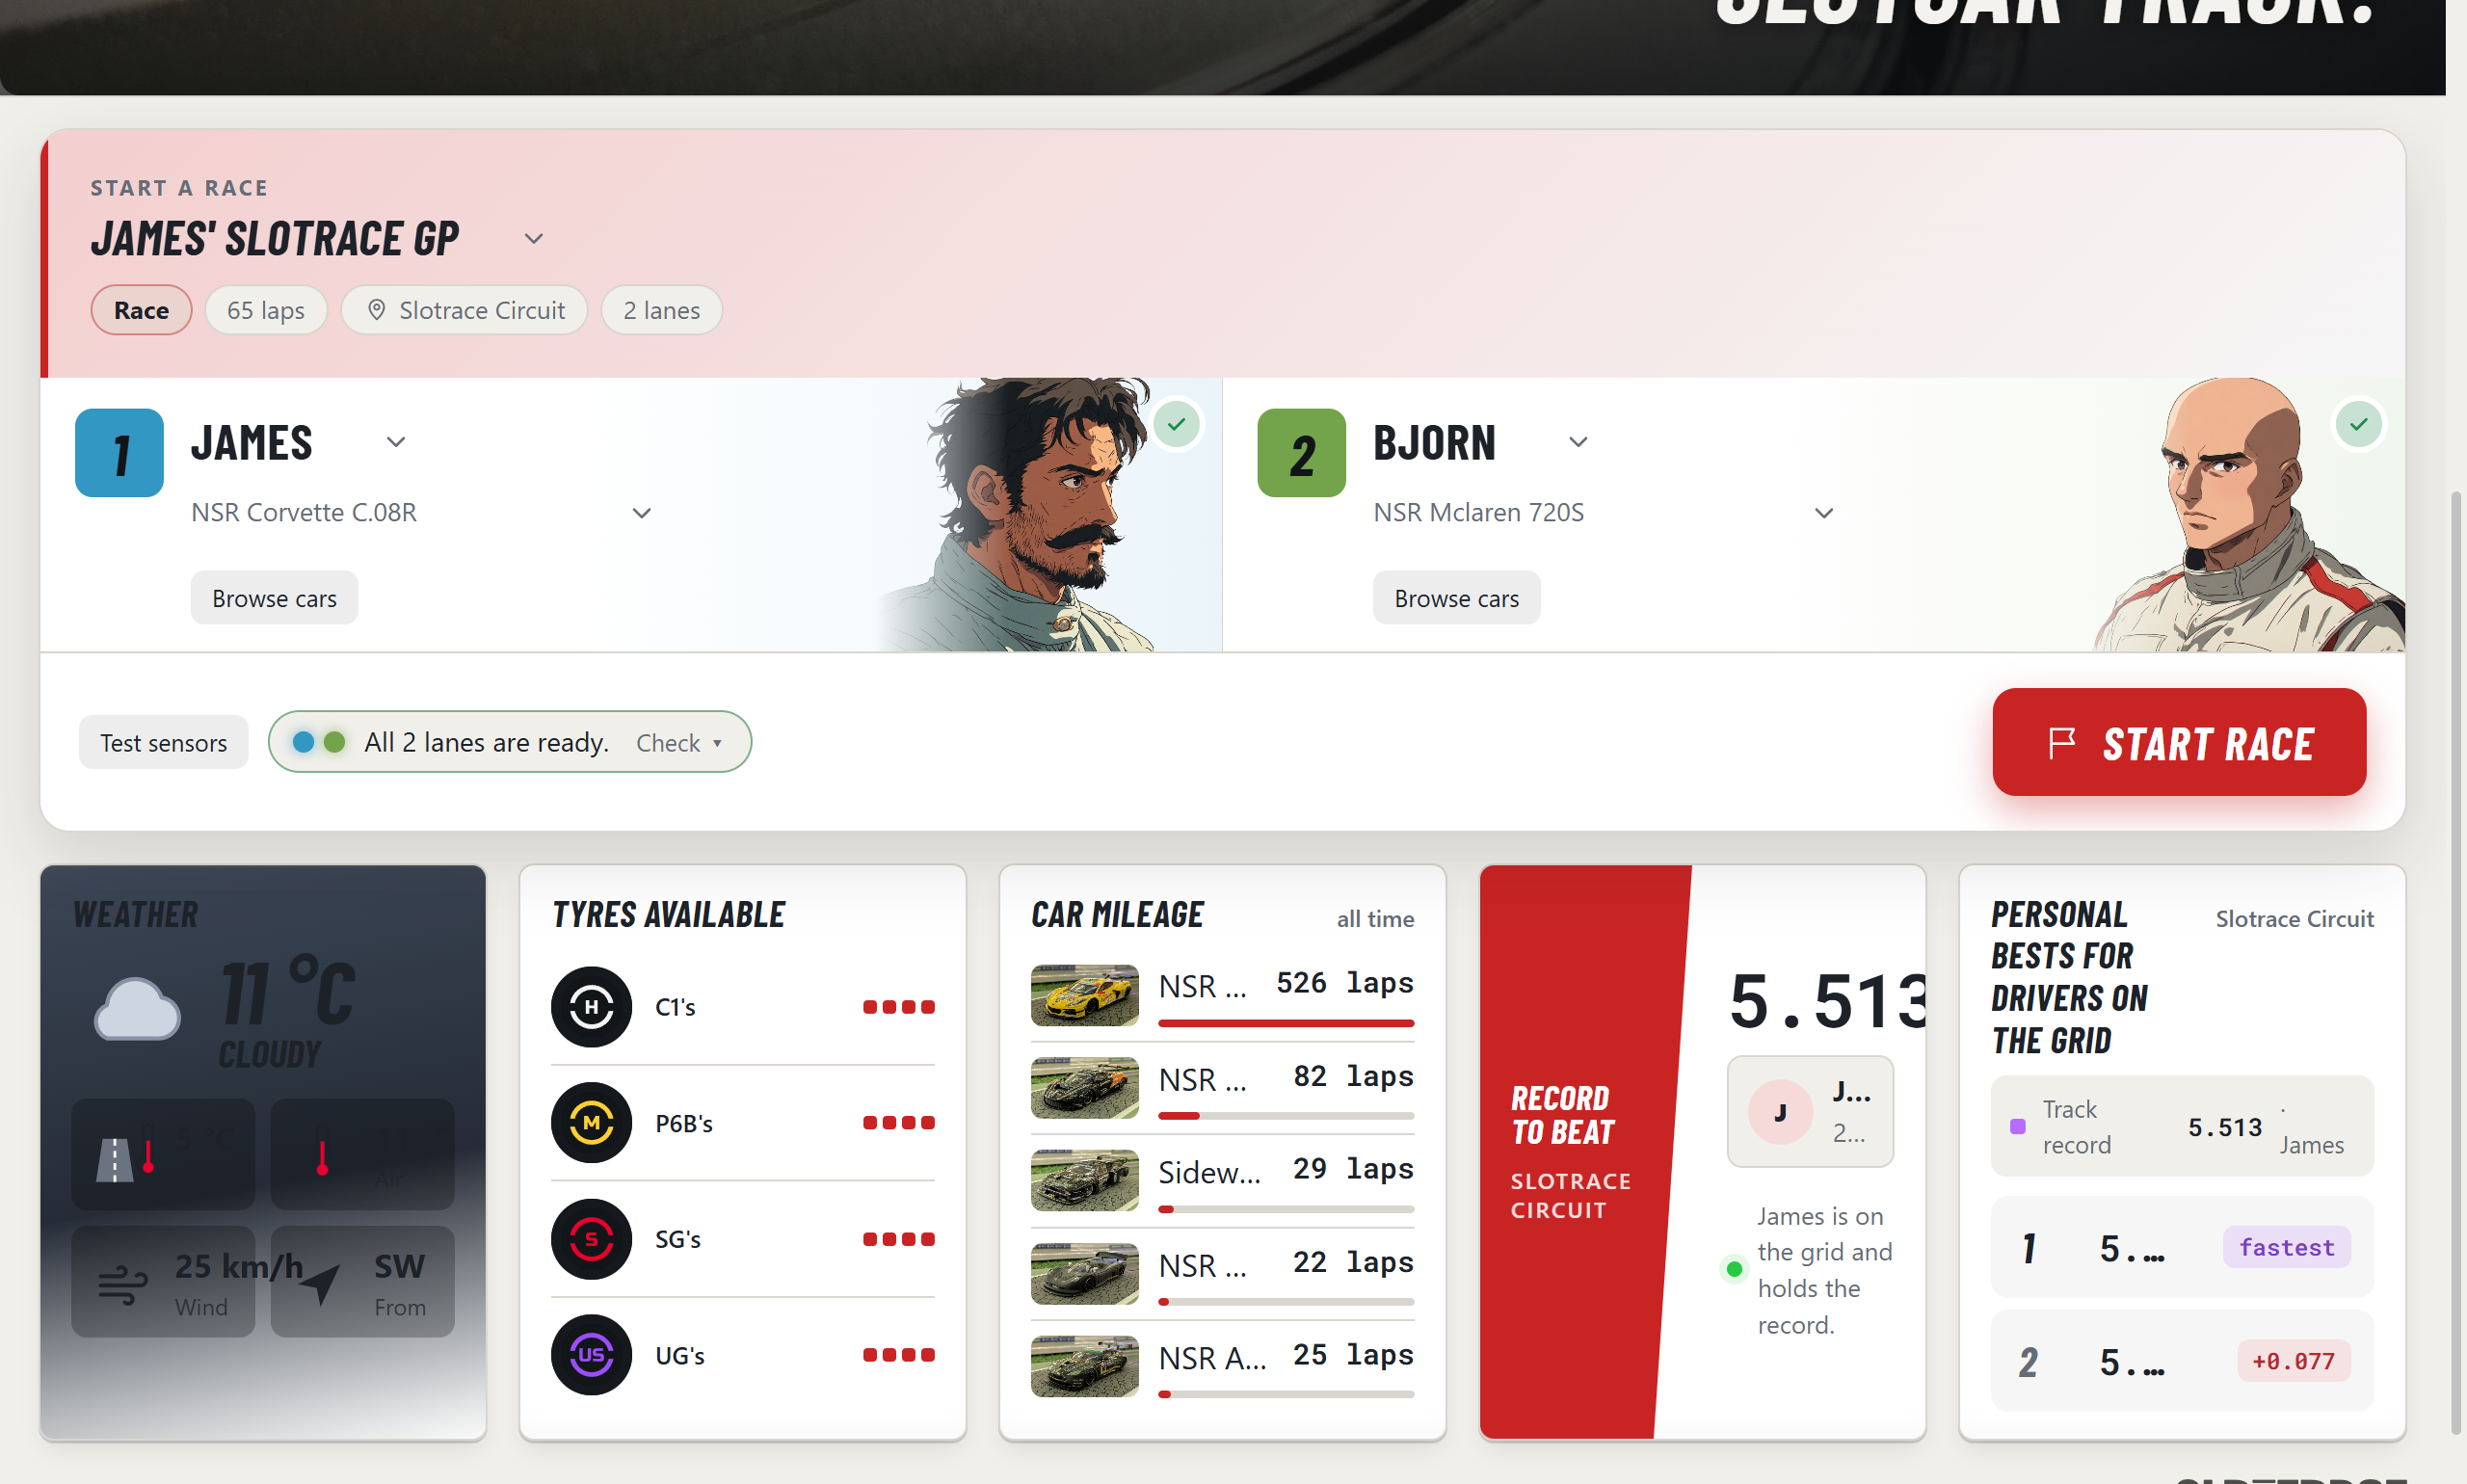 SLOTCAR TRACK.
START A RACE
JAMES' SLOTRACE GP
Race
65 laps
Slotrace Circuit
2 lanes
1
JAMES
NSR Corvette C.08R
Browse cars
2
BJORN
NSR Mclaren 720S
Browse cars
Test sensors
All 2 lanes are ready.
Check
START RACE
WEATHER
11 °C
CLOUDY
5 °C
Air
25 km/h
Wind
SW
From
TYRES AVAILABLE
H
C1's
M
P6B's
S
SG's
US
UG's
CAR MILEAGE
all time
NSR ...
526 laps
NSR ...
82 laps
Sidew...
29 laps
NSR ...
22 laps
NSR A...
25 laps
RECORD
TO BEAT
SLOTRACE
CIRCUIT
5.513
J
J...
2...
James is on
the grid and
holds the
record.
PERSONAL
BESTS FOR
DRIVERS ON
THE GRID
Slotrace Circuit
Track
record
5.513
·
James
1
5....
fastest
2
5....
+0.077